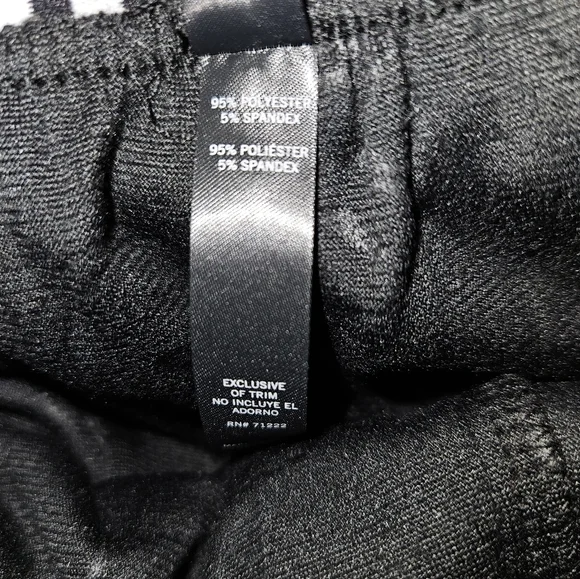 95% POLYESTER
5% SPANDEX
95% POLIÉSTER
5% SPANDEX
EXCLUSIVE
OF TRIM
NO INCLUYE EL
ADORNO
RN# 71222